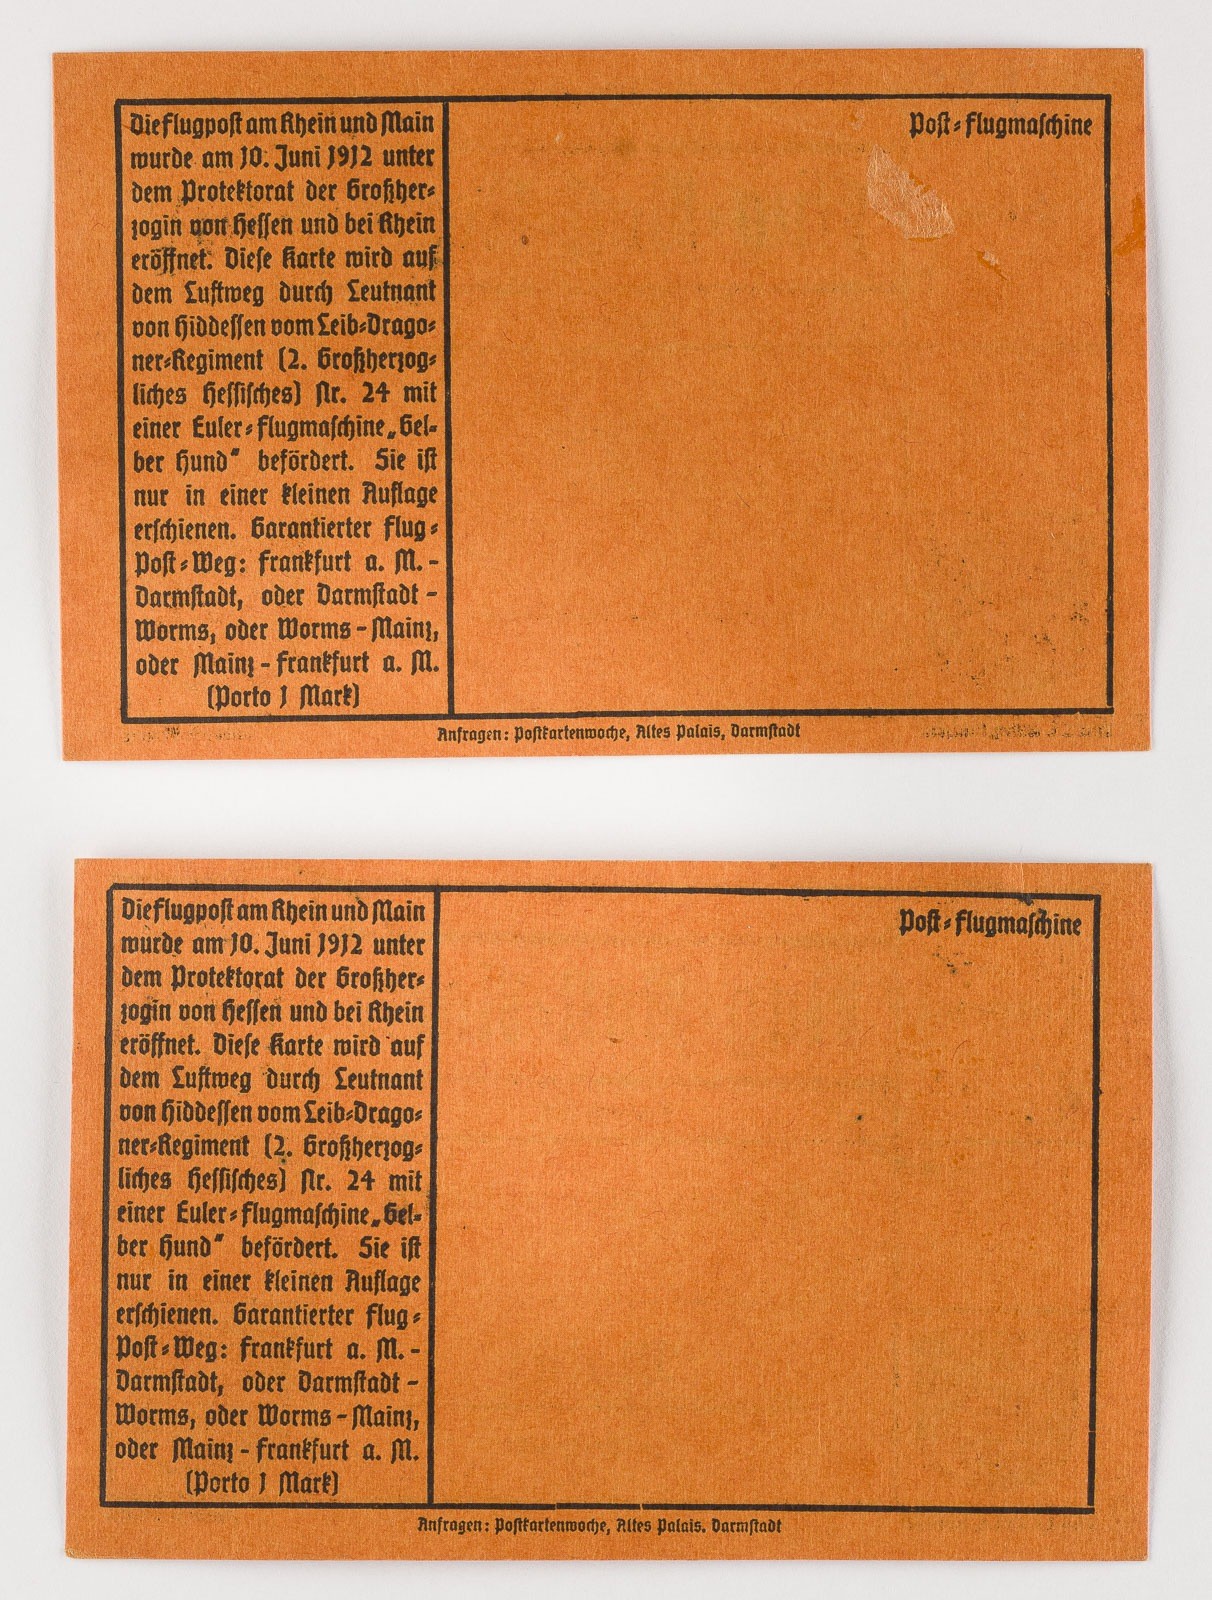 Die Flugpost am Rhein und Main
wurde am 10. Juni 1912 unter
dem Protektorat der Großher-
zogin von Hessen und bei Rhein
eröffnet. Diese Karte wird auf
dem Luftweg durch Leutnant
von Hiddessen vom Leib-Drago-
ner-Regiment (2. Großherzog-
liches Hessisches) Nr. 24 mit
einer Euler-Flugmaschine „Gel-
ber Hund" befördert. Sie ist
nur in einer kleinen Auflage
erschienen. Garantierter Flug-
Post-Weg: Frankfurt a. M. -
Darmstadt, oder Darmstadt -
Worms, oder Worms - Mainz,
oder Mainz - Frankfurt a. M.
(Porto 1 Mark)
Post-Flugmaschine
Anfragen: Postkartenwoche, Altes Palais, Darmstadt
Die Flugpost am Rhein und Main
wurde am 10. Juni 1912 unter
dem Protektorat der Großher-
zogin von Hessen und bei Rhein
eröffnet. Diese Karte wird auf
dem Luftweg durch Leutnant
von Hiddessen vom Leib-Drago-
ner-Regiment (2. Großherzog-
liches Hessisches) Nr. 24 mit
einer Euler-Flugmaschine „Gel-
ber Hund" befördert. Sie ist
nur in einer kleinen Auflage
erschienen. Garantierter Flug-
Post-Weg: Frankfurt a. M. -
Darmstadt, oder Darmstadt -
Worms, oder Worms - Mainz,
oder Mainz - Frankfurt a. M.
(Porto 1 Mark)
Post-Flugmaschine
Anfragen: Postkartenwoche, Altes Palais, Darmstadt